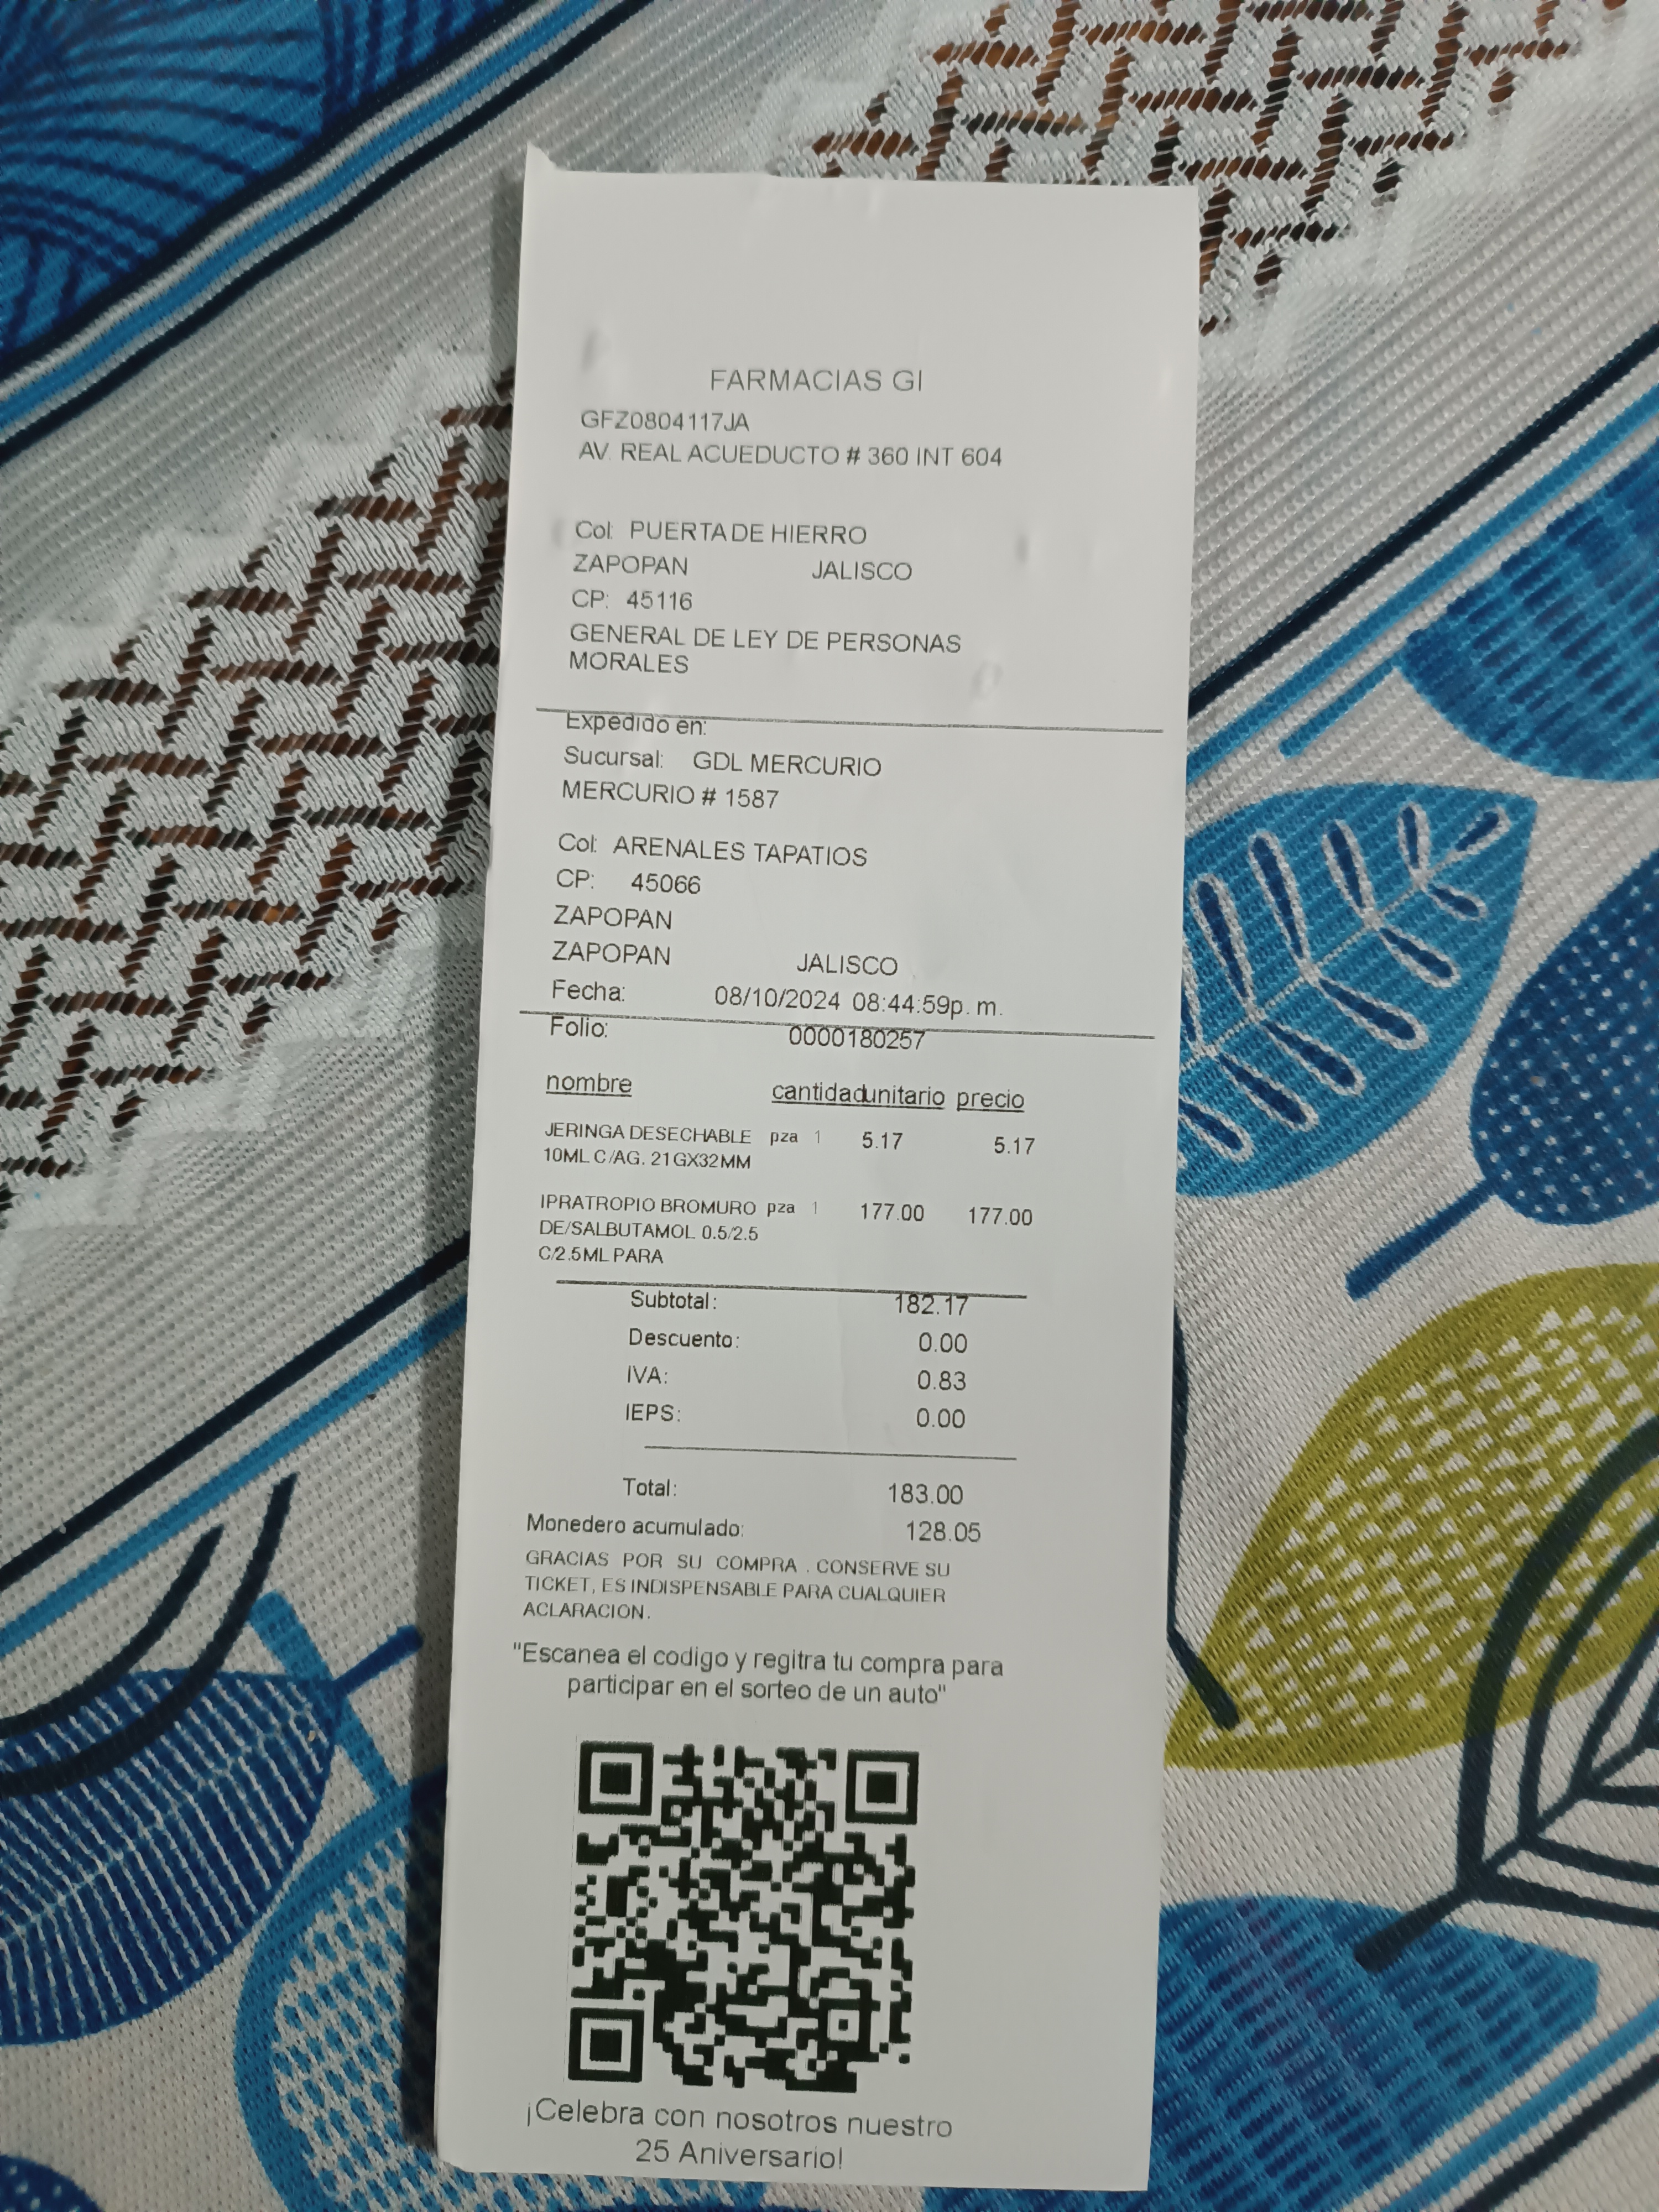 FARMACIAS GI
GFZ0804117JA
AV. REAL ACUEDUCTO # 360 INT 604
Col: PUERTA DE HIERRO
ZAPOPAN JALISCO
CP: 45116
GENERAL DE LEY DE PERSONAS
MORALES
Expedido en:
Sucursal: GDL MERCURIO
MERCURIO # 1587
Col: ARENALES TAPATIOS
CP: 45066
ZAPOPAN
ZAPOPAN JALISCO
Fecha: 08/10/2024 08:44:59p. m.
Folio: 0000180257
nombre cantidad unitario precio
JERINGA DESECHABLE pza 1 5.17 5.17
10ML C/AG. 21GX32MM
IPRATROPIO BROMURO pza 1 177.00 177.00
DE/SALBUTAMOL 0.5/2.5
C/2.5ML PARA
Subtotal: 182.17
Descuento: 0.00
IVA: 0.83
IEPS: 0.00
Total: 183.00
Monedero acumulado: 128.05
GRACIAS POR SU COMPRA . CONSERVE SU
TICKET, ES INDISPENSABLE PARA CUALQUIER
ACLARACION.
"Escanea el codigo y regitra tu compra para
participar en el sorteo de un auto"
¡Celebra con nosotros nuestro
25 Aniversario!